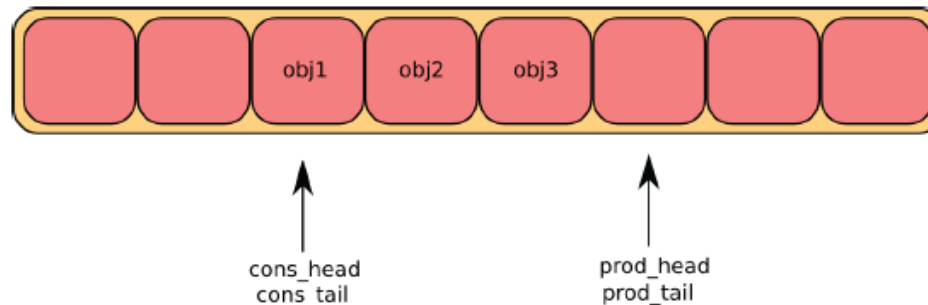 obj1 obj2 obj3
cons_head
cons_tail
prod_head
prod_tail